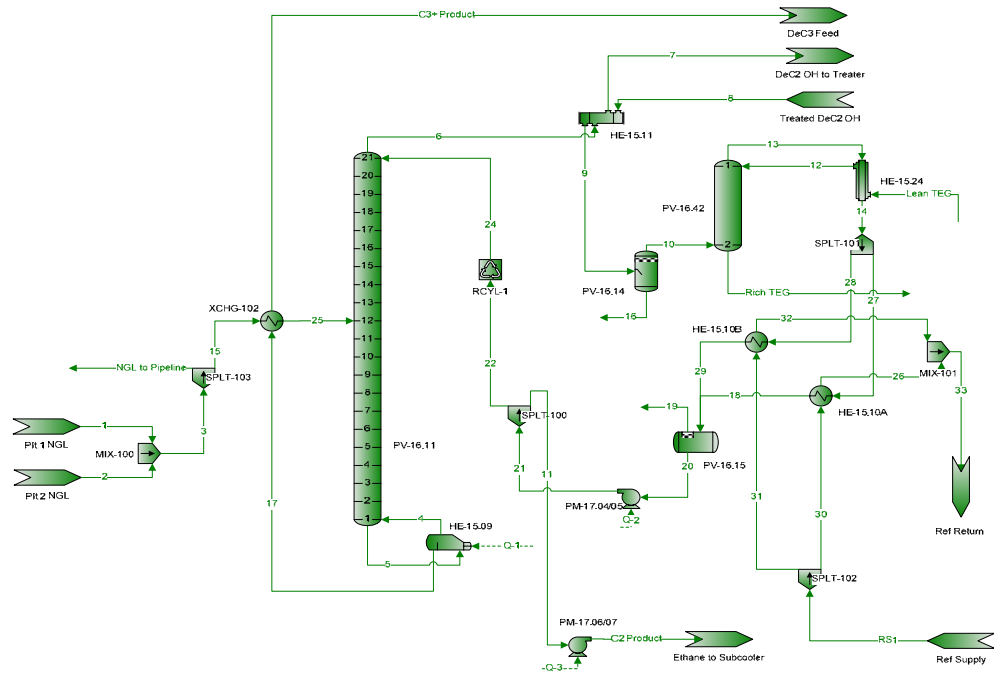 C3+ Product
DeC3 Feed
7
DeC2 OH to Treater
8
Treated DeC2 OH
HE-15.11
6
13
21
1
12
20
9
HE-15.24
19
Lean TEG
18
PV-16.42
14
17
24
10
2
SPLT-101
16
15
RCYL-1
PV-16.14
28
14
Rich TEG
27
13
16
XCHG-102
25
12
HE-15.10B
32
11
15
22
29
MIX-101
NGL to Pipeline
10
26
33
SPLT-103
9
18
8
19
HE-15.10A
SPLT-100
7
1
3
6
Plt 1 NGL
MIX-100
5
PV-16.11
21
11
20
PV-16.15
2
4
Plt 2 NGL
3
31
17
PM-17.04/05
30
2
Q-2
HE-15.09
1
4
Ref Return
Q-1
5
SPLT-102
PM-17.06/07
C2 Product
RS1
Q-3
Ethane to Subcooler
Ref Supply